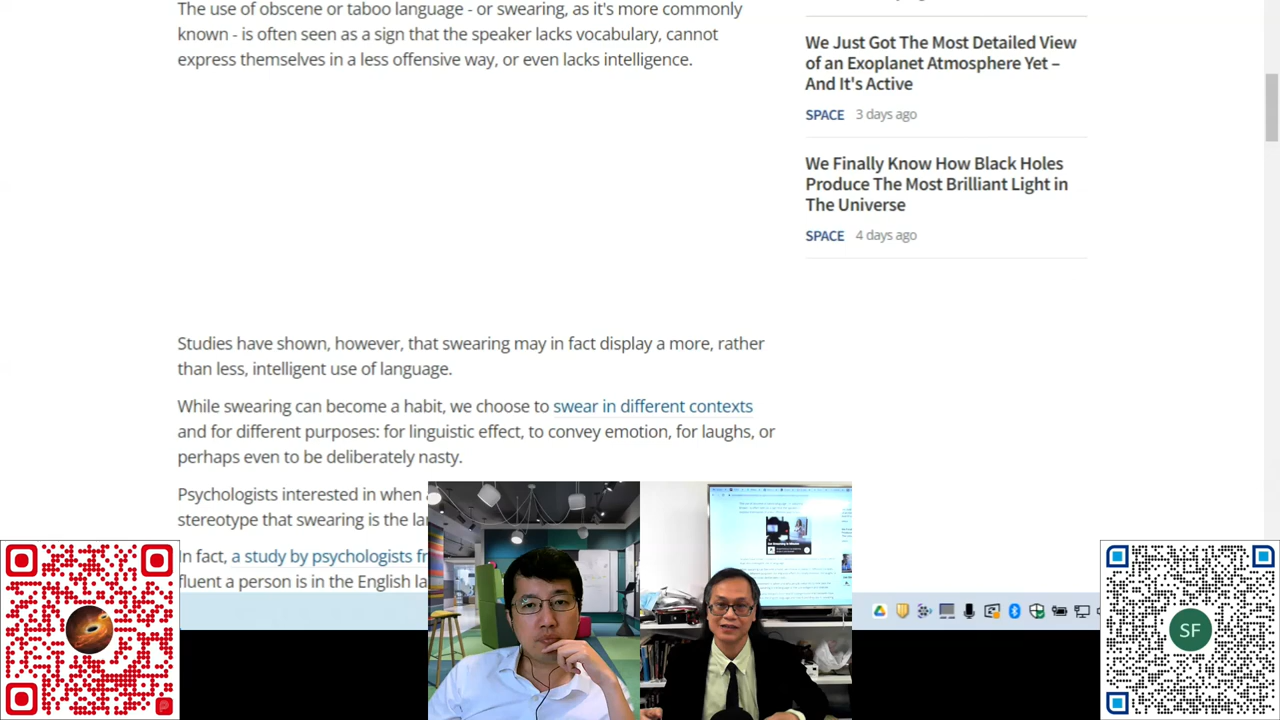 The use of obscene or taboo language - or swearing, as it's more commonly
known - is often seen as a sign that the speaker lacks vocabulary, cannot
express themselves in a less offensive way, or even lacks intelligence.
Studies have shown, however, that swearing may in fact display a more, rather
than less, intelligent use of language.
While swearing can become a habit, we choose to swear in different contexts
and for different purposes: for linguistic effect, to convey emotion, for laughs, or
perhaps even to be deliberately nasty.
Psychologists interested in when
stereotype that swearing is the
In fact, a study by psychologists
fluent a person is in the English
We Just Got The Most Detailed View
of an Exoplanet Atmosphere Yet –
And It's Active
SPACE 3 days ago
We Finally Know How Black Holes
Produce The Most Brilliant Light in
The Universe
SPACE 4 days ago
SF